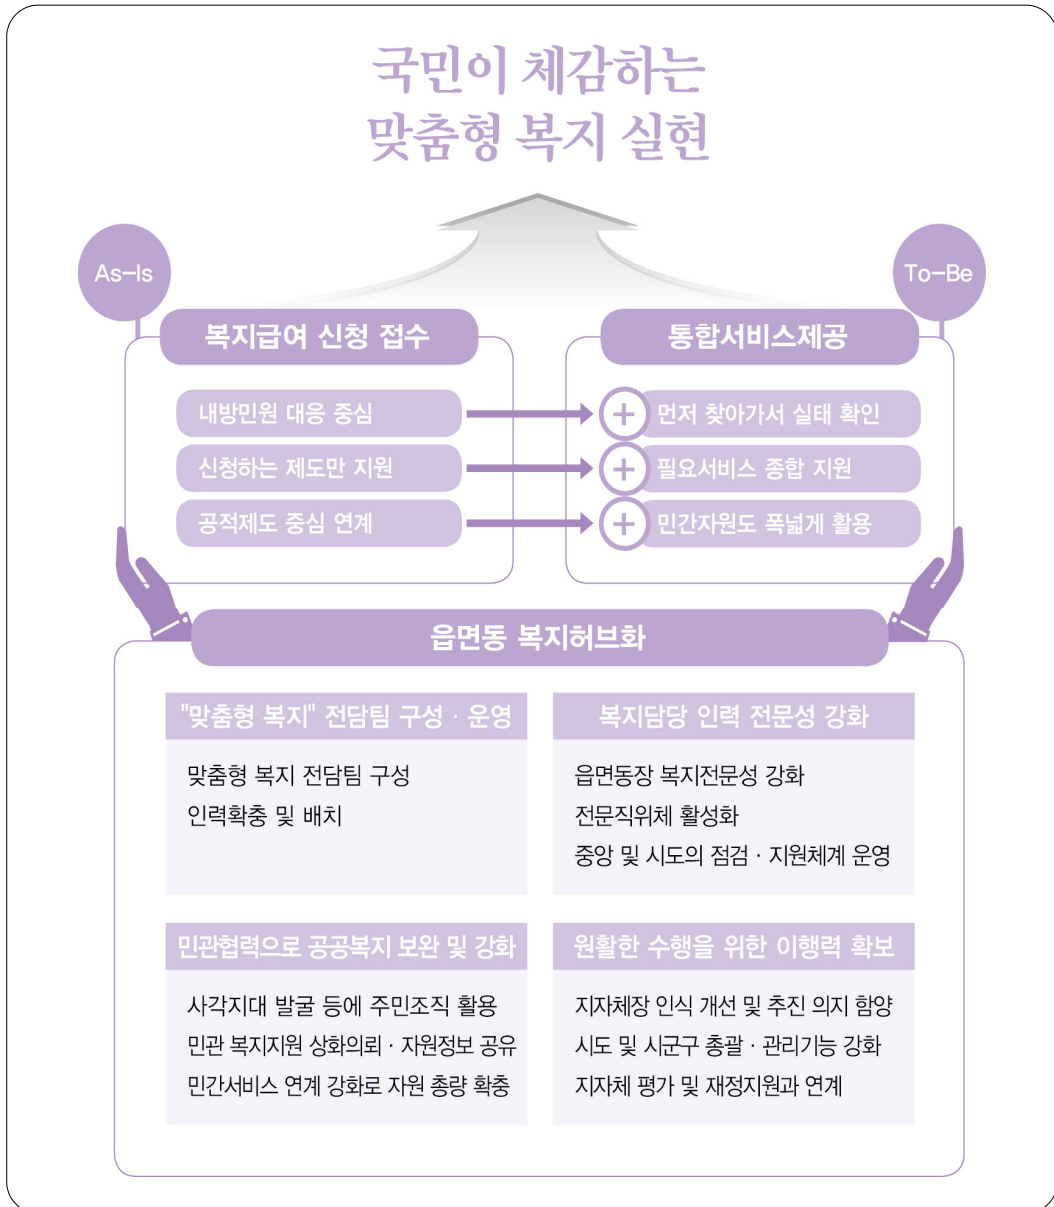 국민이 체감하는
맞춤형 복지 실현
As-Is
To-Be
복지급여 신청 접수
통합서비스제공
내방민원 대응 중심
+ 먼저 찾아가서 실태 확인
신청하는 제도만 지원
+ 필요서비스 종합 지원
공적제도 중심 연계
+ 민간자원도 폭넓게 활용
읍면동 복지허브화
"맞춤형 복지" 전담팀 구성 · 운영
맞춤형 복지 전담팀 구성
인력확충 및 배치
복지담당 인력 전문성 강화
읍면동장 복지전문성 강화
전문직위체 활성화
중앙 및 시도의 점검 · 지원체계 운영
민관협력으로 공공복지 보완 및 강화
사각지대 발굴 등에 주민조직 활용
민관 복지지원 상화의뢰 · 자원정보 공유
민간서비스 연계 강화로 자원 총량 확충
원활한 수행을 위한 이행력 확보
지자체장 인식 개선 및 추진 의지 함양
시도 및 시군구 총괄 · 관리기능 강화
지자체 평가 및 재정지원과 연계